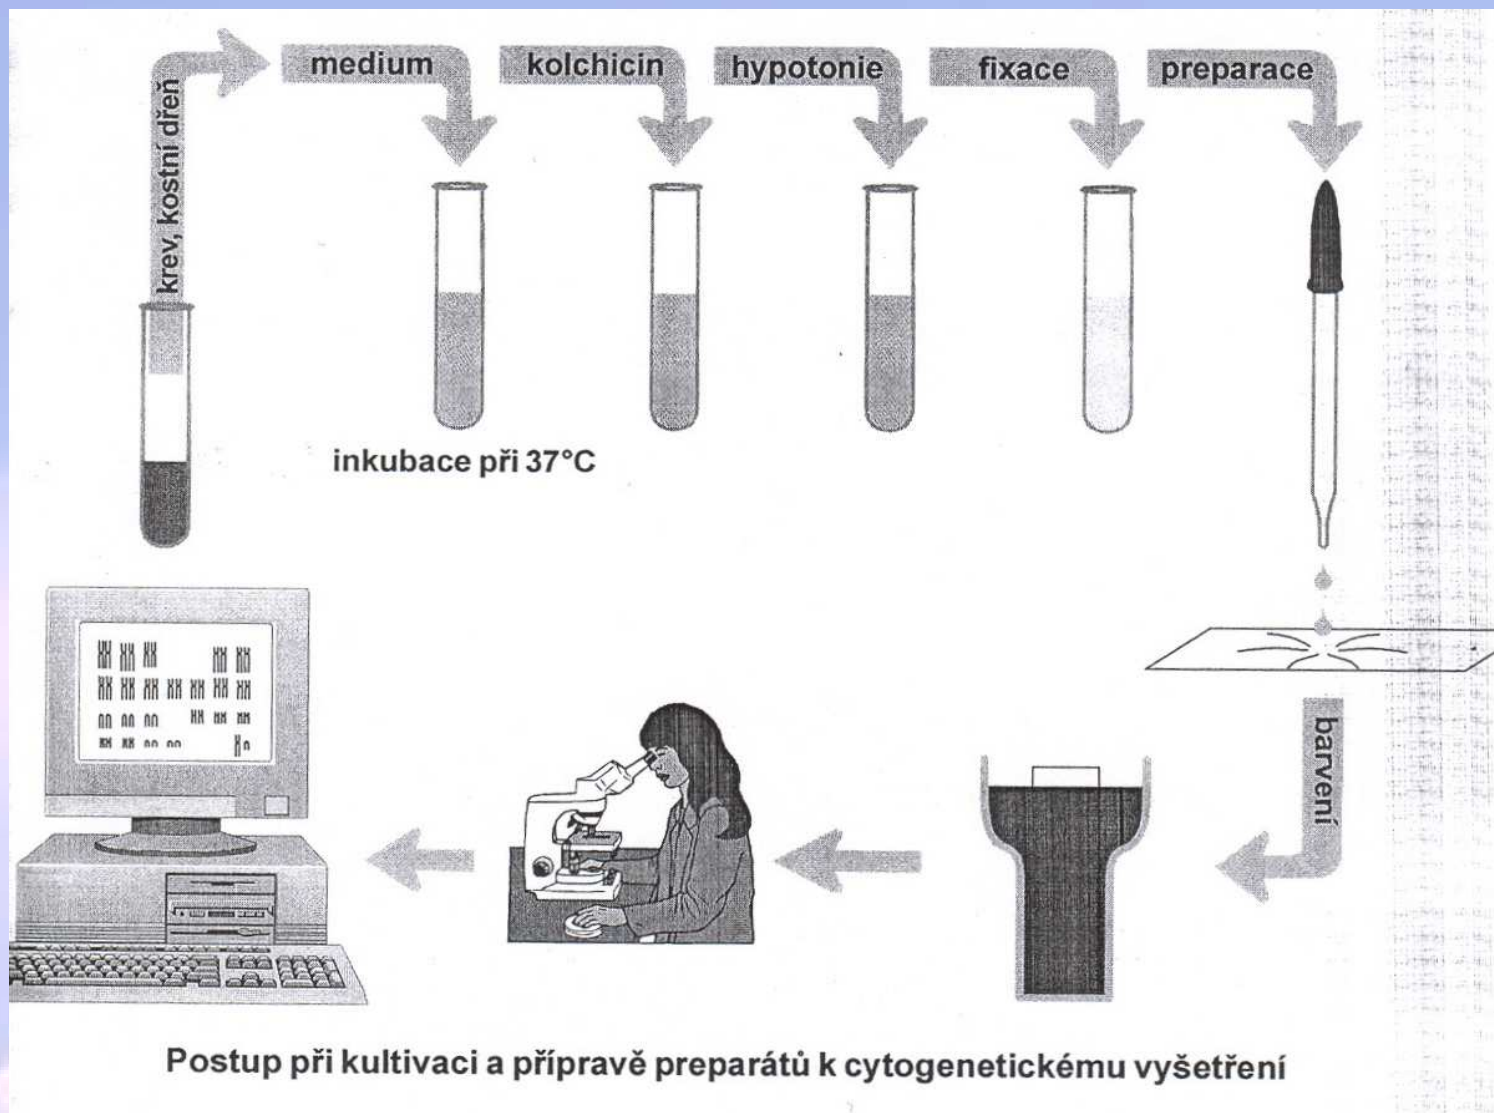 krev, kostní dřeň
medium
kolchicin
hypotonie
fixace
preparace
inkubace při 37°C
barvení
Postup při kultivaci a přípravě preparátů k cytogenetickému vyšetření